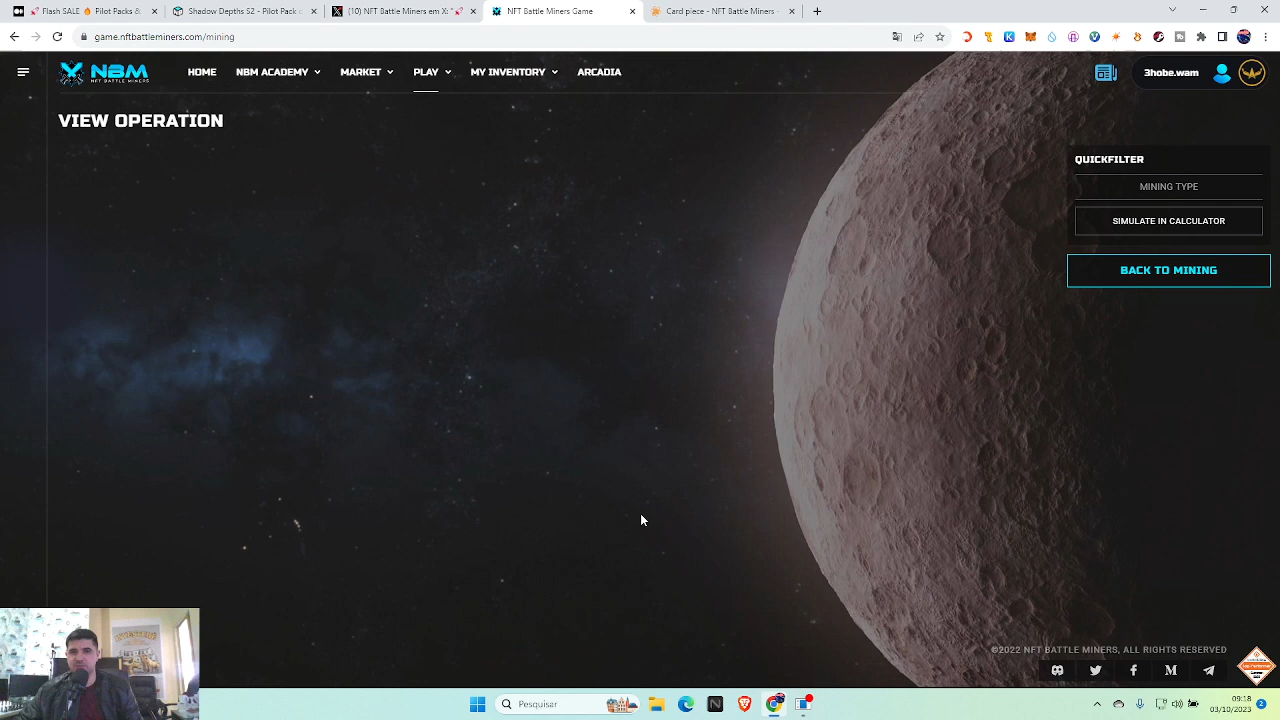 Flash SALE 🔥 Pilot Packs &
Shadow Depths S2 - Pilot Pack
(10) NFT Battle Miners em X: "🚀
NFT Battle Miners Game
Card piece - NFT Battle Miners -
game.nftbattleminers.com/mining
NBM
NFT BATTLE MINERS
HOME
NBM ACADEMY
MARKET
PLAY
MY INVENTORY
ARCADIA
3hobe.wam
VIEW OPERATION
QUICKFILTER
MINING TYPE
SIMULATE IN CALCULATOR
BACK TO MINING
©2022 NFT BATTLE MINERS, ALL RIGHTS RESERVED
Pesquisar
09:18
03/10/2023
2